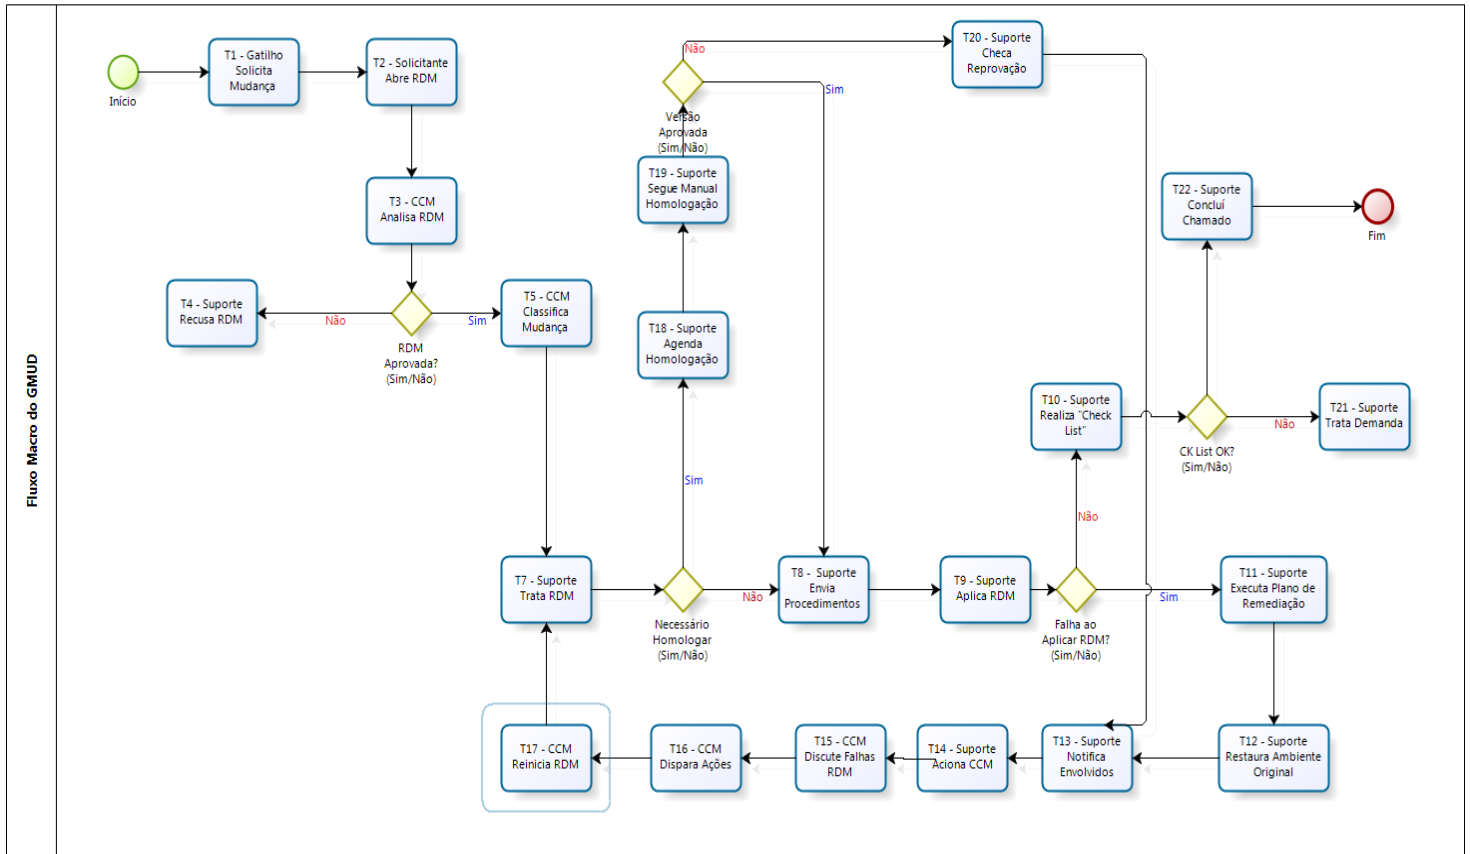 Fluxo Macro do GMUD
Início
T1 - Gatilho
Solicita
Mudança
T2 - Solicitante
Abre RDM
T3 - CCM
Analisa RDM
RDM
Aprovada?
(Sim/Não)
Não
Sim
T4 - Suporte
Recusa RDM
T5 - CCM
Classifica
Mudança
T7 - Suporte
Trata RDM
Necessário
Homologar
(Sim/Não)
Sim
Não
T18 - Suporte
Agenda
Homologação
T19 - Suporte
Segue Manual
Homologação
Versão
Aprovada
(Sim/Não)
Não
Sim
T20 - Suporte
Checa
Reprovação
T8 - Suporte
Envia
Procedimentos
T9 - Suporte
Aplica RDM
Falha ao
Aplicar RDM?
(Sim/Não)
Não
Sim
T10 - Suporte
Realiza "Check
List"
CK List OK?
(Sim/Não)
Não
T21 - Suporte
Trata Demanda
T22 - Suporte
Concluí
Chamado
Fim
T11 - Suporte
Executa Plano de
Remediação
T12 - Suporte
Restaura Ambiente
Original
T13 - Suporte
Notifica
Envolvidos
T14 - Suporte
Aciona CCM
T15 - CCM
Discute Falhas
RDM
T16 - CCM
Dispara Ações
T17 - CCM
Reinicia RDM